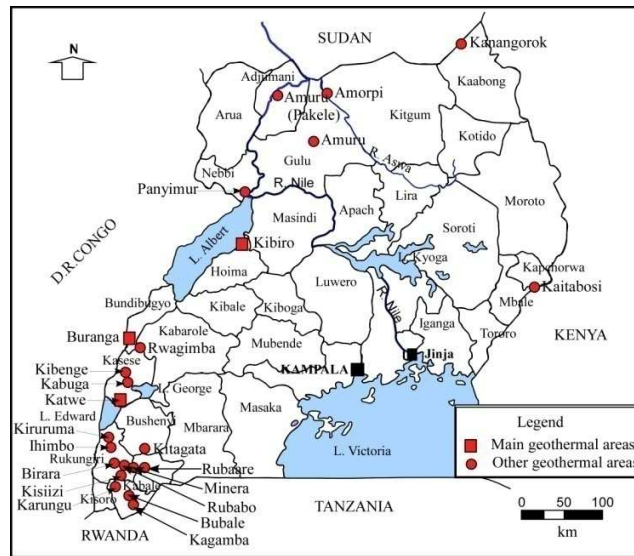 SUDAN
N
Kanangorok
Adjumani
Kaabong
Arua
Amuru
(Pakele)
Amorpi
Kitgum
Kotido
Amuru
Gulu
R. Aswa
Nebbi
R. Nile
Panyimur
Lira
Moroto
Apach
Masindi
Soroti
D.R.CONGO
L. Albert
Kibiro
L. Kyoga
Kapchorwa
Hoima
Luwero
Kaitabosi
Bundibugyo
Mbale
Kibale
Kiboga
R. Nile
Iganga
Tororo
KENYA
Buranga
Kabarole
Rwagimba
Mubende
Jinja
Kasese
Kibenge
KAMPALA
Kabuga
L. George
Katwe
Masaka
L. Edward
Bushenyi
Mbarara
Kiruruma
Legend
Ihimbo
Kitagata
Main geothermal areas
L. Victoria
Rukungiri
Rubaare
Other geothermal areas
Birara
Minera
Kisiizi
Kabale
Rubabo
Karungu
Kisoro
TANZANIA
0 50 100
Bubale
km
Kagamba
RWANDA